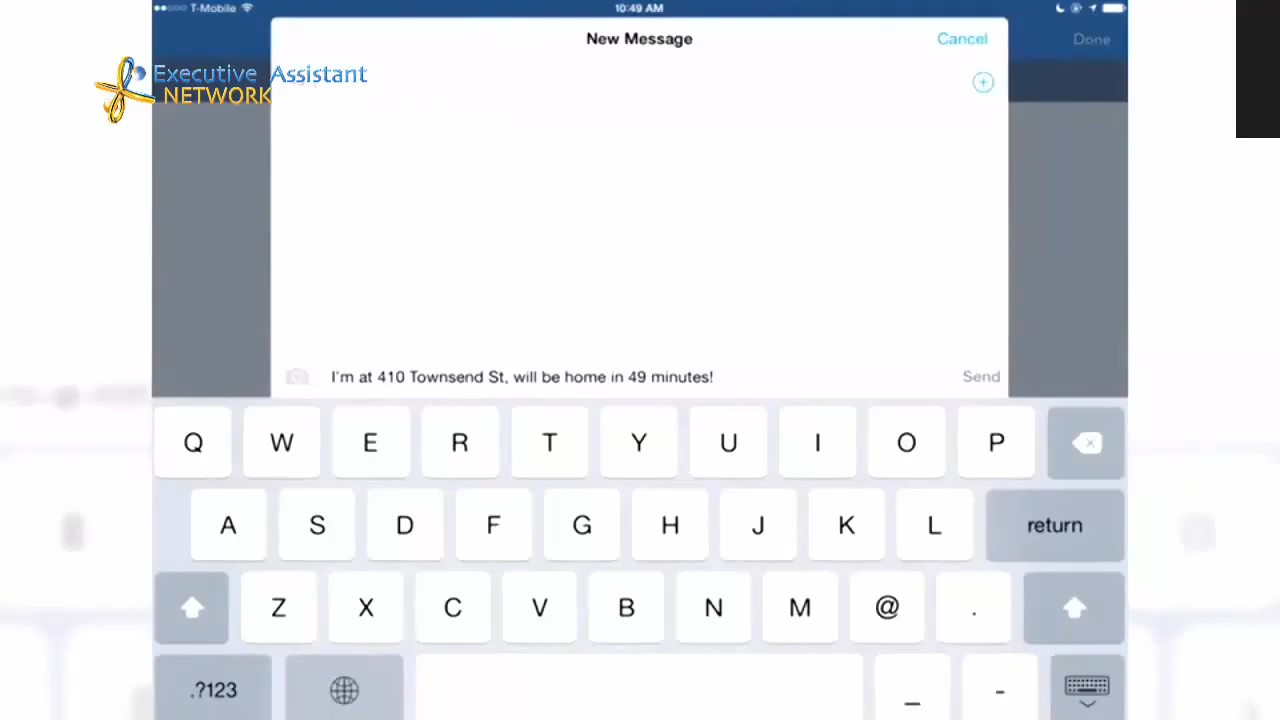 T-Mobile 10:49 AM
New Message Cancel Done
Executive Assistant
NETWORK
I'm at 410 Townsend St, will be home in 49 minutes! Send
Q W E R T Y U I O P
A S D F G H J K L return
Z X C V B N M @ .
.?123 _ -